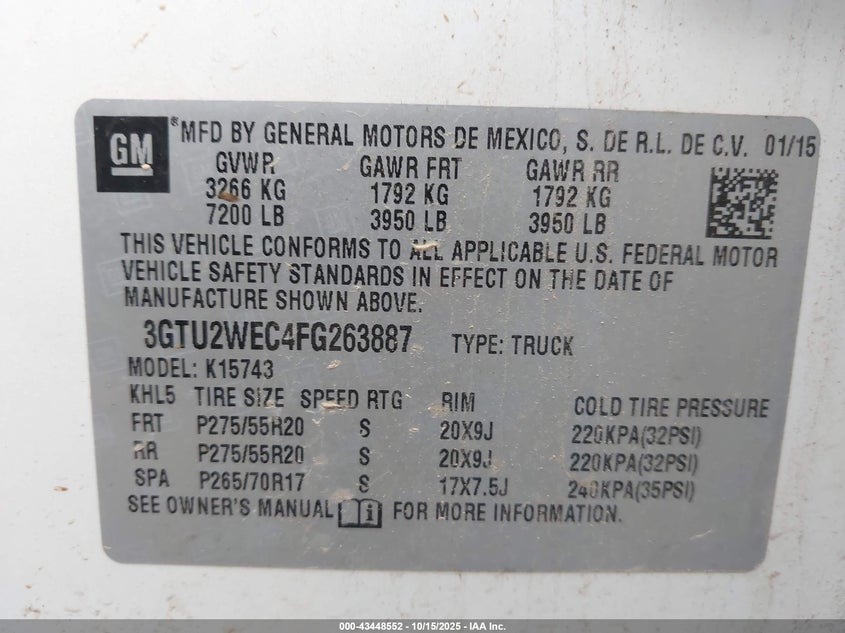 GM
®MFD BY GENERAL MOTORS DE MEXICO, S. DE R.L. DE C.V. 01/15
GVWR GAWR FRT GAWR RR
3266 KG 1792 KG 1792 KG
7200 LB 3950 LB 3950 LB
THIS VEHICLE CONFORMS TO ALL APPLICABLE U.S. FEDERAL MOTOR
VEHICLE SAFETY STANDARDS IN EFFECT ON THE DATE OF
MANUFACTURE SHOWN ABOVE.
3GTU2WEC4FG263887 TYPE: TRUCK
MODEL: K15743
KHL5 TIRE SIZE SPEED RTG RIM COLD TIRE PRESSURE
FRT P275/55R20 S 20X9J 220KPA(32PSI)
RR P275/55R20 S 20X9J 220KPA(32PSI)
SPA P265/70R17 S 17X7.5J 240KPA(35PSI)
SEE OWNER'S MANUAL i FOR MORE INFORMATION.
000-43448552 - 10/15/2025 - IAA Inc.